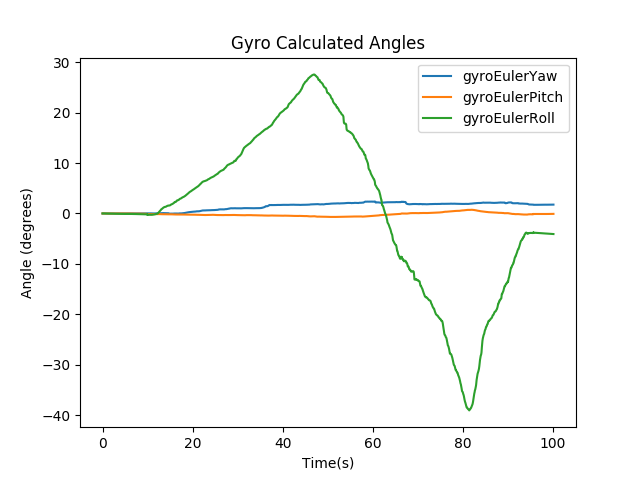 Gyro Calculated Angles
gyroEulerYaw
gyroEulerPitch
gyroEulerRoll
Angle (degrees)
30
20
10
0
−10
−20
−30
−40
0 20 40 60 80 100
Time(s)